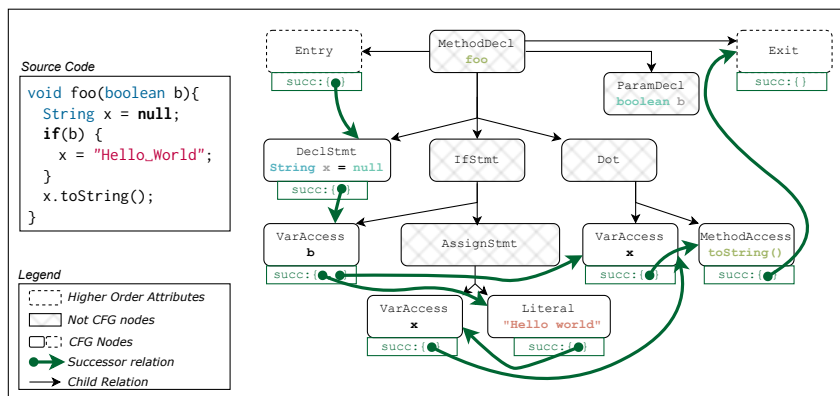 Source Code
void foo(boolean b){
String x = null;
if(b) {
x = "Hello␣World";
}
x.toString();
}
Legend
Higher Order Attributes
Not CFG nodes
CFG Nodes
Successor relation
Child Relation
Entry
succ:{ }
MethodDecl
foo
Exit
succ:{}
ParamDecl
boolean b
DeclStmt
String x = null
succ:{ }
IfStmt
Dot
VarAccess
b
succ:{ , }
AssignStmt
VarAccess
x
succ:{ }
MethodAccess
toString()
succ:{ }
VarAccess
x
succ:{ }
Literal
"Hello world"
succ:{ }